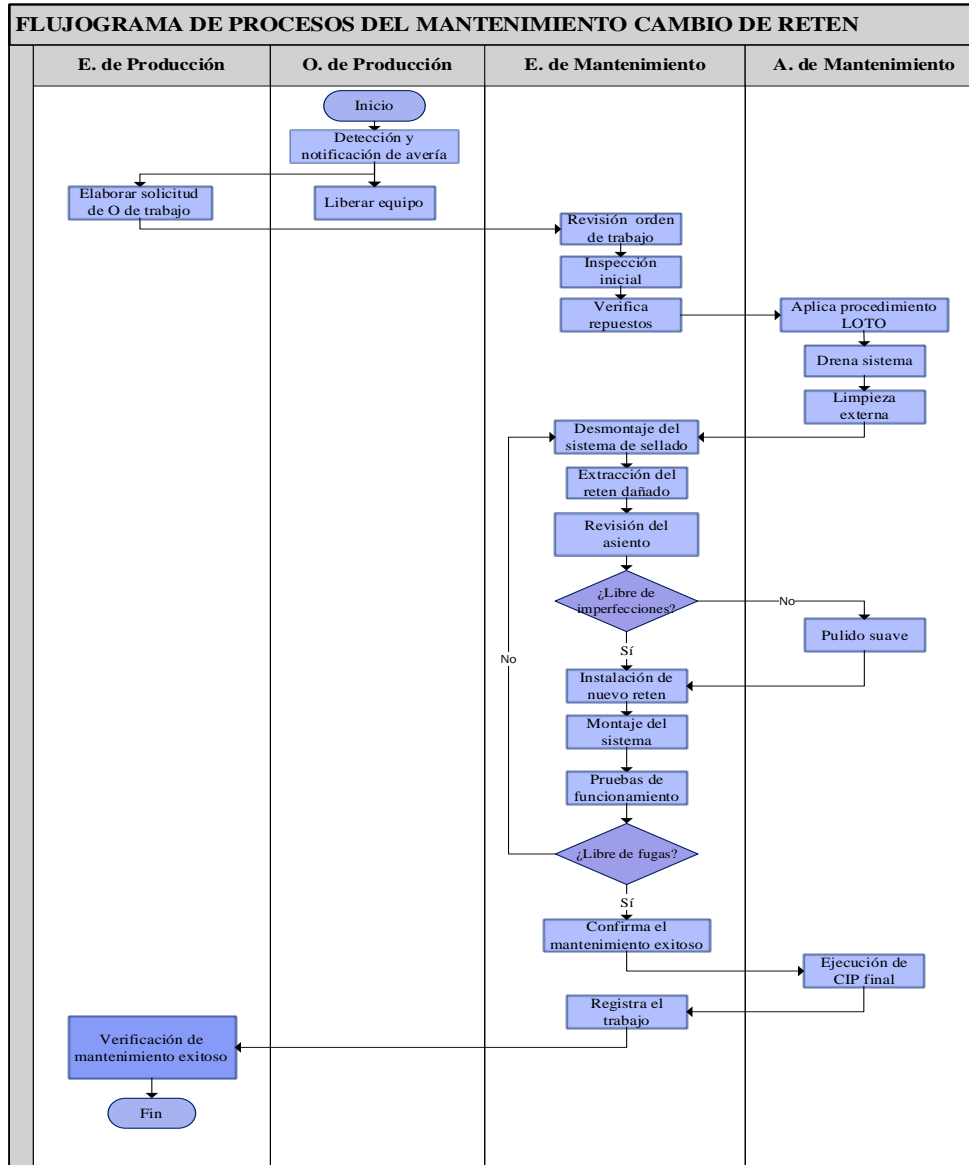 FLUJOGRAMA DE PROCESOS DEL MANTENIMIENTO CAMBIO DE RETEN
E. de Producción
O. de Producción
E. de Mantenimiento
A. de Mantenimiento
Inicio
Detección y
notificación de avería
Elaborar solicitud
de O de trabajo
Liberar equipo
Revisión orden
de trabajo
Inspección
inicial
Verifica
repuestos
Aplica procedimiento
LOTO
Drena sistema
Limpieza
externa
Desmontaje del
sistema de sellado
Extracción del
reten dañado
Revisión del
asiento
¿Libre de
imperfecciones?
No
Pulido suave
Sí
No
Instalación de
nuevo reten
Montaje del
sistema
Pruebas de
funcionamiento
¿Libre de fugas?
Sí
Confirma el
mantenimiento exitoso
Ejecución de
CIP final
Registra el
trabajo
Verificación de
mantenimiento exitoso
Fin